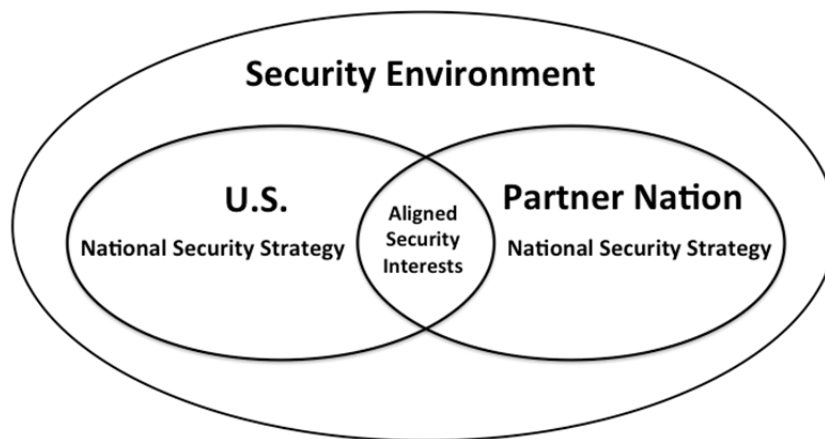 Security Environment
U.S.
National Security Strategy
Aligned
Security
Interests
Partner Nation
National Security Strategy